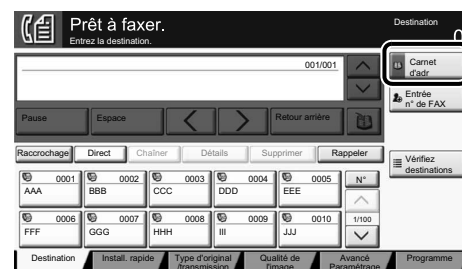 Prêt à faxer.
Entrez la destination.
Destination
0
001/001
Carnet
d'adr
Entrée
n° de FAX
Pause
Espace
Retour arrière
Raccrochage
Direct
Chaîner
Détails
Supprimer
Rappeler
Vérifiez
destinations
0001
AAA
0002
BBB
0003
CCC
0004
DDD
0005
EEE
N°
0006
FFF
0007
GGG
0008
HHH
0009
III
0010
JJJ
1/100
Destination
Install. rapide
Type d'original
/transmission
Qualité de
l'image
Avancé
Paramétrage
Programme